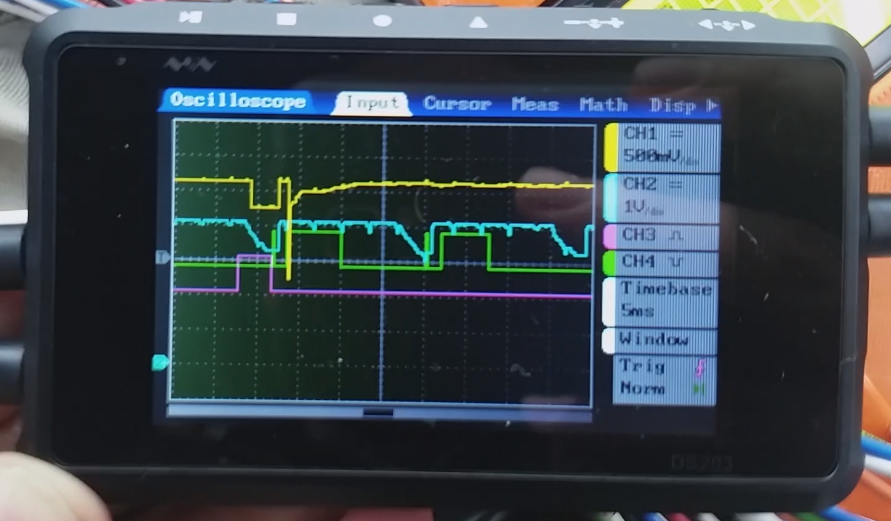 Oscilloscope Input Cursor Meas Math Disp
CH1
500mV/div
CH2
1V/div
CH3
CH4
Timebase
5ms
Window
Trig
Norm
T
DS203